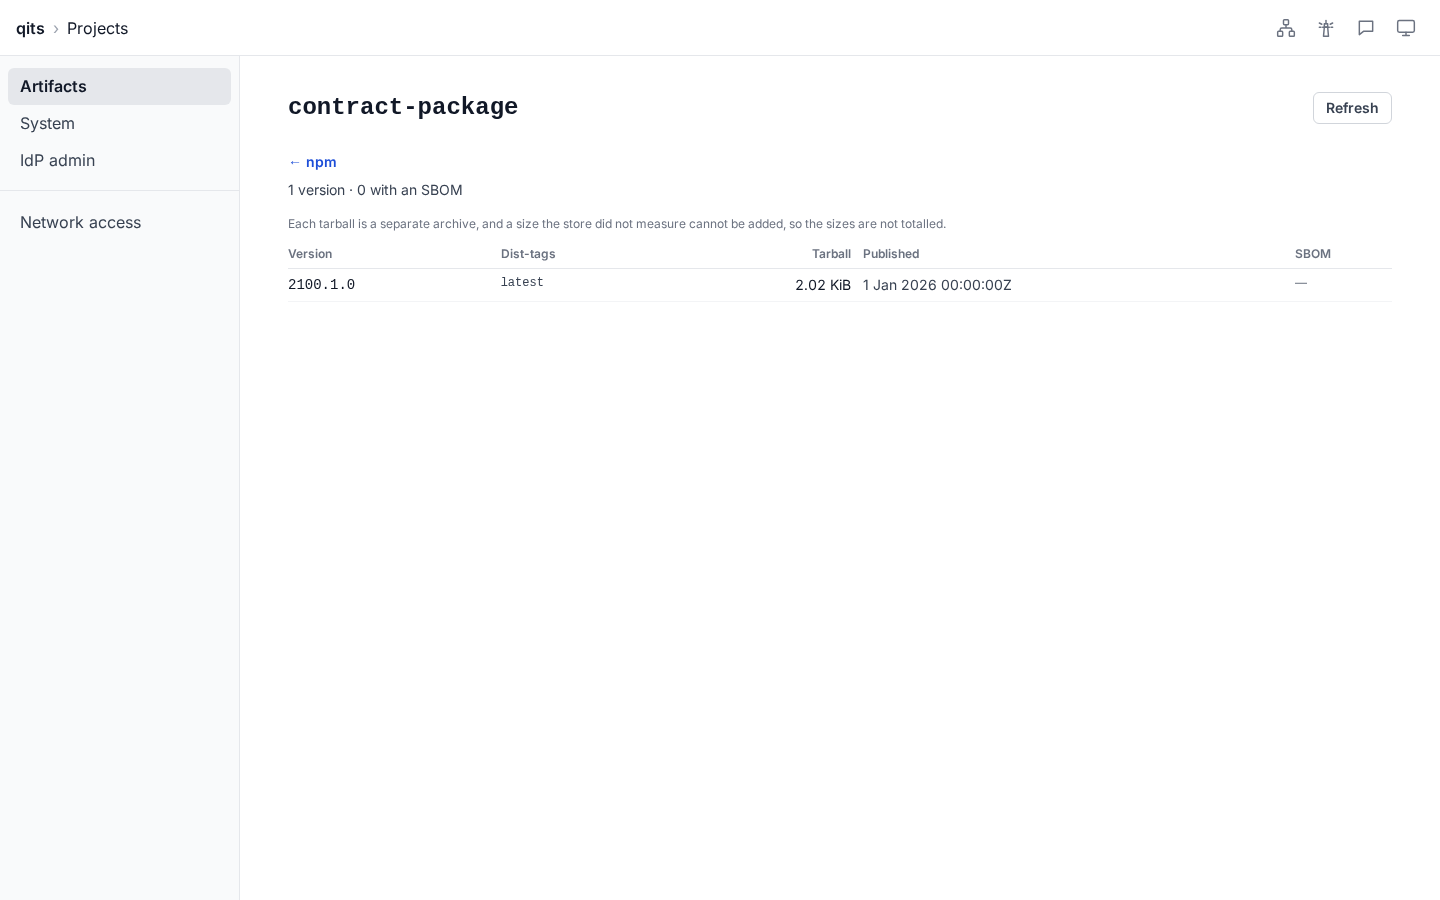 qits › Projects
Artifacts
System
IdP admin
Network access
contract-package
Refresh
← npm
1 version · 0 with an SBOM
Each tarball is a separate archive, and a size the store did not measure cannot be added, so the sizes are not totalled.
Version Dist-tags Tarball Published SBOM
2100.1.0 latest 2.02 KiB 1 Jan 2026 00:00:00Z —